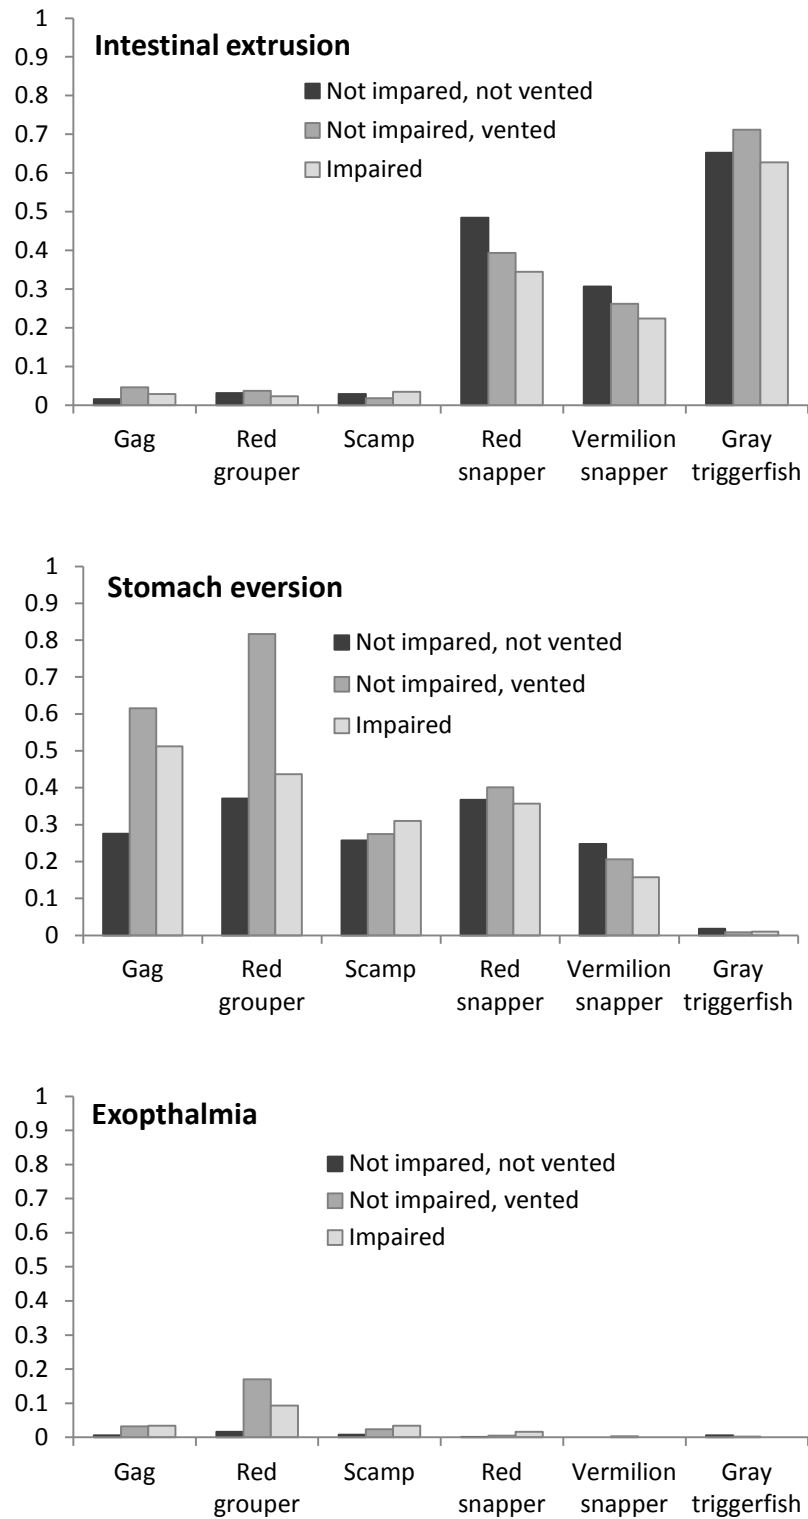 1
Intestinal extrusion
0.9
0.8
Not impared, not vented
0.7
Not impaired, vented
0.6
Impaired
0.5
0.4
0.3
0.2
0.1
0
Gag Red Scamp Red Vermilion Gray
grouper snapper snapper triggerfish
1
Stomach eversion
0.9
0.8
Not impared, not vented
0.7
Not impaired, vented
0.6
Impaired
0.5
0.4
0.3
0.2
0.1
0
Gag Red Scamp Red Vermilion Gray
grouper snapper snapper triggerfish
1
Exopthalmia
0.9
0.8
Not impared, not vented
0.7
Not impaired, vented
0.6
Impaired
0.5
0.4
0.3
0.2
0.1
0
Gag Red Scamp Red Vermilion Gray
grouper snapper snapper triggerfish